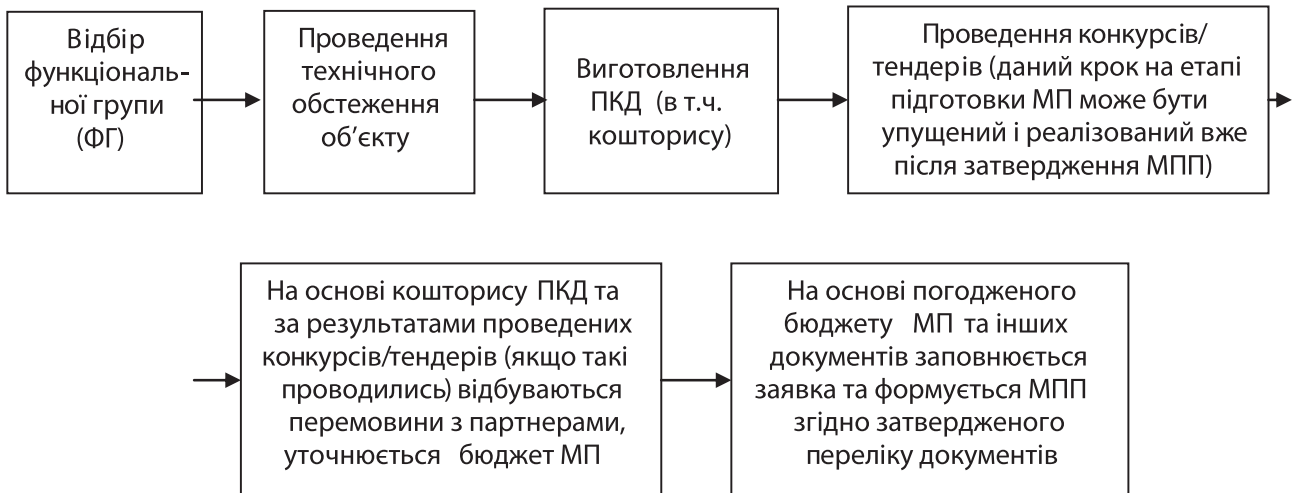 Відбір
функціональ-
ної групи
(ФГ)
Проведення
технічного
обстеження
об’єкту
Виготовлення
ПКД (в т.ч.
кошторису)
Проведення конкурсів/
тендерів (даний крок на етапі
підготовки МП може бути
упущений і реалізований вже
після затвердження МПП)
На основі кошторису ПКД та
за результатами проведених
конкурсів/тендерів (якщо такі
проводились) відбуваються
перемовини з партнерами,
уточнюється бюджет МП
На основі погодженого
бюджету МП та інших
документів заповнюється
заявка та формується МПП
згідно затвердженого
переліку документів